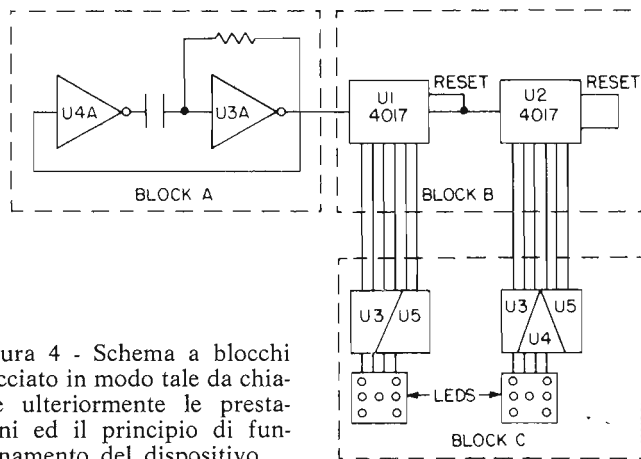 U4A
U3A
BLOCK A
U1
4017
RESET
U2
4017
RESET
BLOCK B
U3
U5
U3
U4
U5
LEDS
BLOCK C
ura 4 - Schema a blocchi
cciato in modo tale da chia-
e ulteriormente le presta-
ni ed il principio di fun-
namento del dispositivo